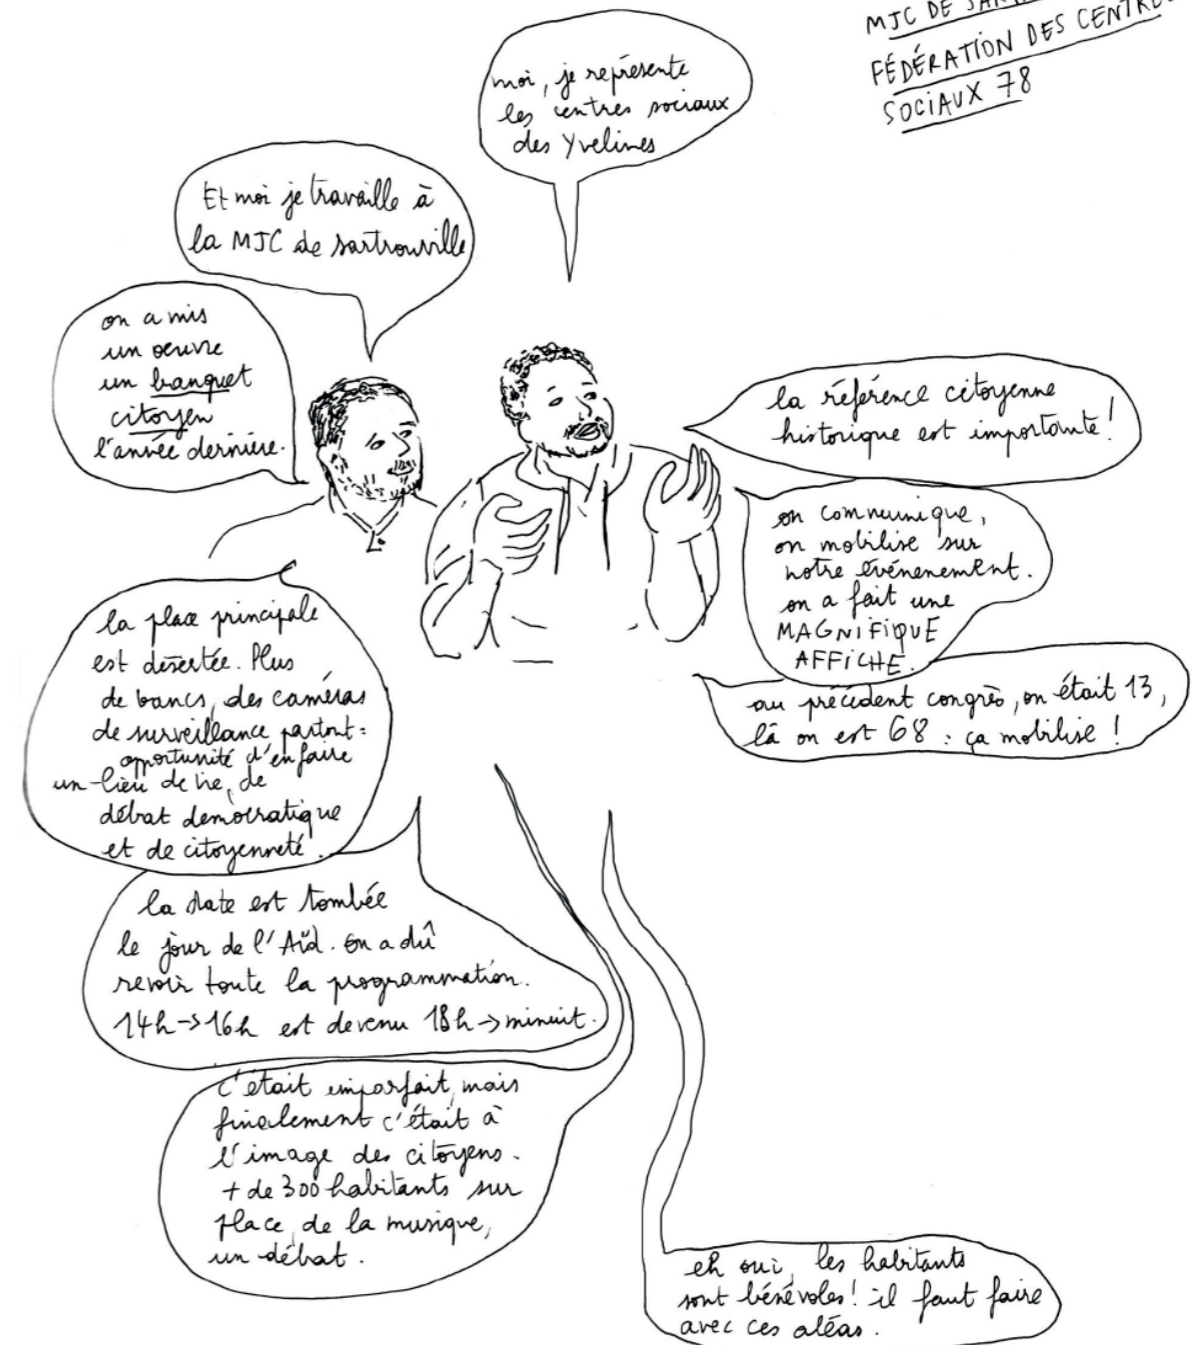 MJC DE
FÉDÉRATION DES CENTRES
SOCIAUX 78
moi, je représente
les centres sociaux
des Yvelines
Et moi je travaille à
la MJC de sartrouville
on a mis
un oeuvre
un banquet
citoyen
l'année dernière.
la référence citoyenne
historique est importante!
on communique,
on mobilise sur
notre événenement.
on a fait une
MAGNIFIQUE
AFFICHE.
au précédent congrès, on était 13,
là on est 68 : ça mobilise !
la place principale
est désertée. Plus
de bancs, des caméras
de surveillance partout =
opportunité d'en faire
un lieu de vie, de
débat démocratique
et de citoyenneté.
la date est tombée
le jour de l'Aïd. on a dû
revoir toute la programmation.
14h->16h est devenu 18h->minuit.
c'était imparfait, mais
finalement c'était à
l'image des citoyens.
+ de 300 habitants sur
place, de la musique,
un débat.
eh oui, les habitants
sont bénévoles! il faut faire
avec ces aléas.